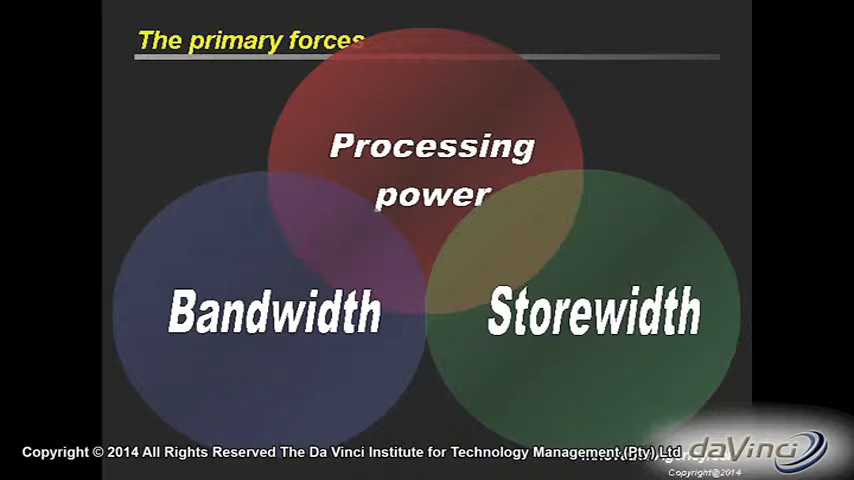 The primary forces
Processing
power
Bandwidth
Storewidth
Copyright © 2014 All Rights Reserved The Da Vinci Institute for Technology Management (Pty) Ltd
daVinci
Copyright@2014